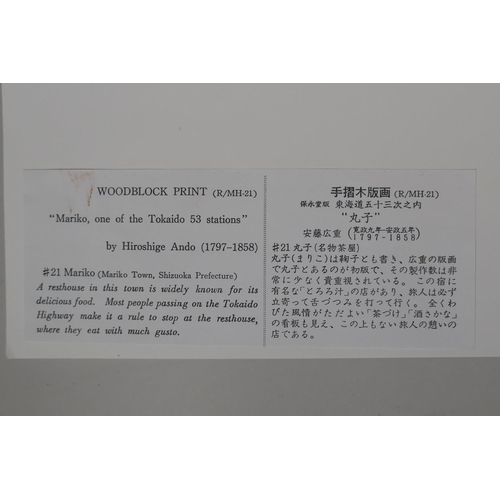 WOODBLOCK PRINT (R/MH-21)
"Mariko, one of the Tokaido 53 stations"
by Hiroshige Ando (1797-1858)
#21 Mariko (Mariko Town, Shizuoka Prefecture)
A resthouse in this town is widely known for its
delicious food. Most people passing on the Tokaido
Highway make it a rule to stop at the resthouse,
where they eat with much gusto.
手摺木版画 (R/MH-21)
保永堂版 東海道五十三次之内
"丸子"
安藤広重 (寛政九年-安政五年 1797-1858)
#21 丸子 (名物茶屋)
丸子(まりこ)は鞠子とも書き、広重の版画
で丸子とあるのが初版で、その製作数は非
常に少なく貴重視されている。この宿に
有名な「とろろ汁」の店があり、旅人は必ず
立寄って舌づつみを打って行く。全くわ
びた風情がただよい「茶づけ」「酒さかな」
の看板も見え、この上もない旅人の憩いの
店である。